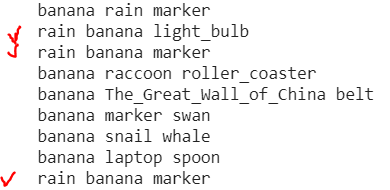 banana rain marker
rain banana light_bulb
rain banana marker
banana raccoon roller_coaster
banana The_Great_Wall_of_China belt
banana marker swan
banana snail whale
banana laptop spoon
rain banana marker